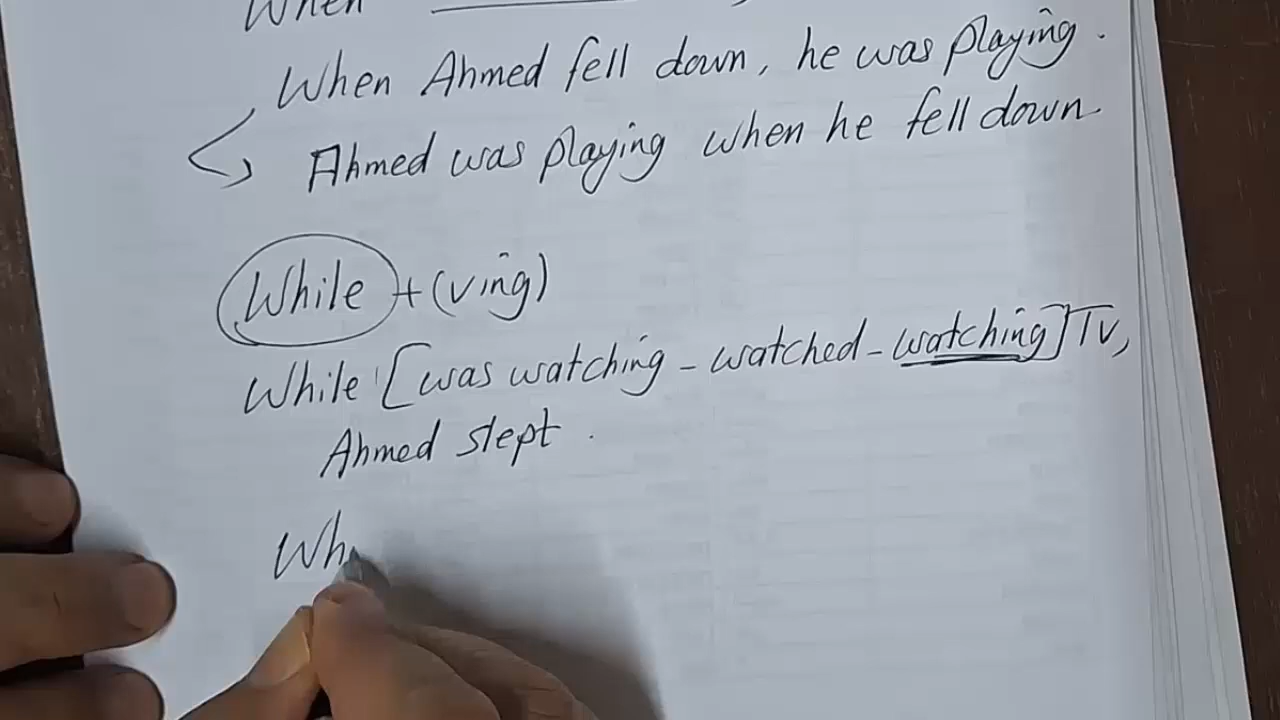 When
When Ahmed fell down, he was playing.
Ahmed was playing when he fell down
While + (ving)
While [was watching - watched - watching] Tv,
Ahmed slept.
Wh